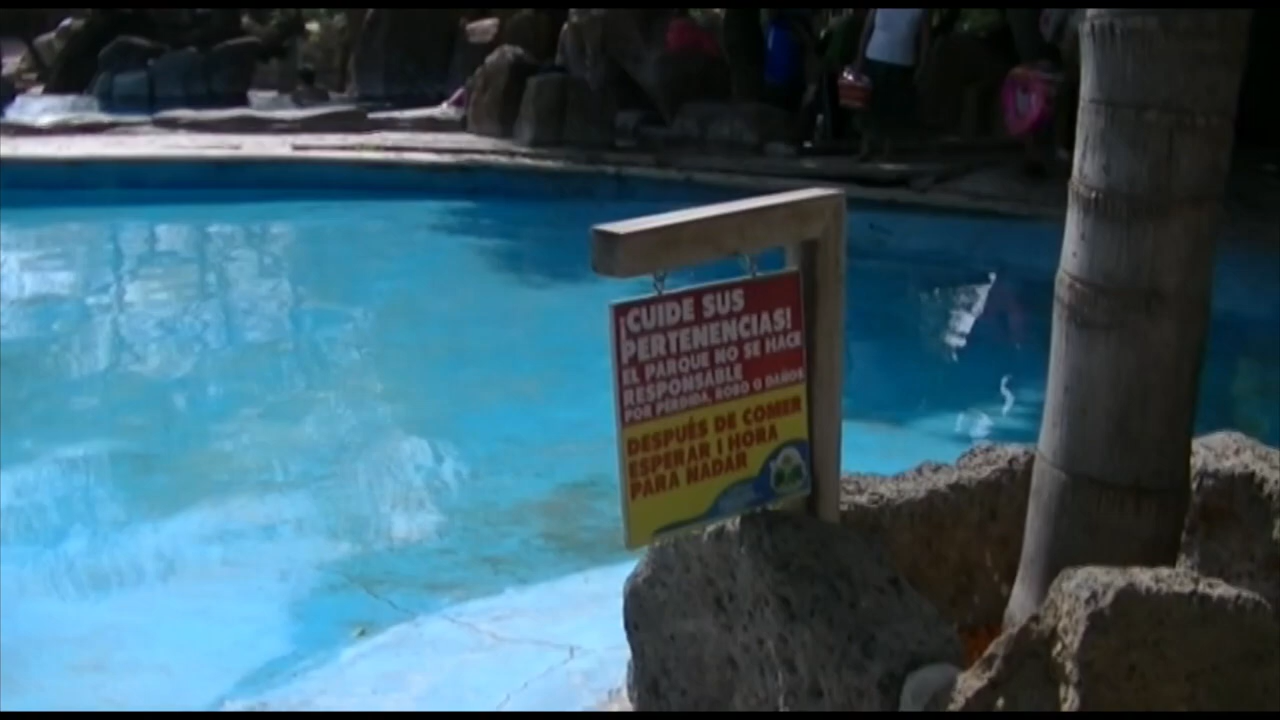 ¡CUIDE SUS
PERTENENCIAS!
EL PARQUE NO SE HACE
RESPONSABLE
POR PÉRDIDA, ROBO O DAÑOS
DESPUÉS DE COMER
ESPERAR 1 HORA
PARA NADAR